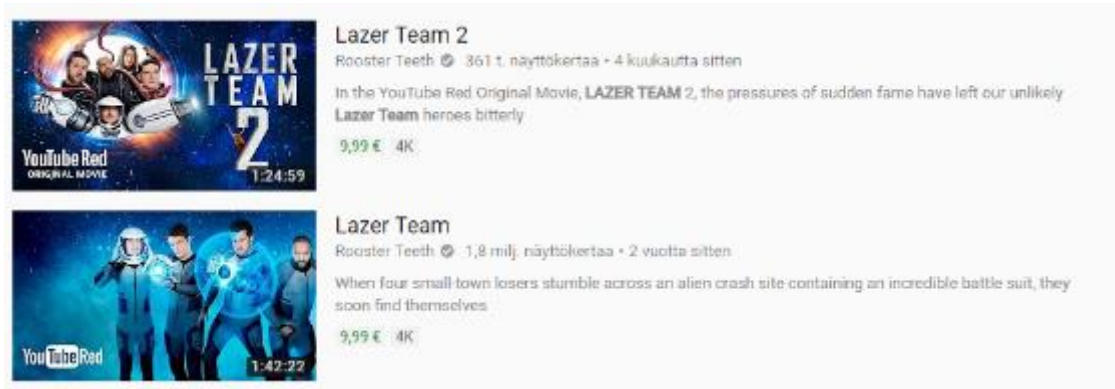 LAZER
TEAM
2
YouTube Red
ORIGINAL MOVIE
1:24:59
Lazer Team 2
Rooster Teeth 361 t. näyttökertaa • 4 kuukautta sitten
In the YouTube Red Original Movie, LAZER TEAM 2, the pressures of sudden fame have left our unlikely
Lazer Team heroes bitterly
9,99 € 4K
YouTube Red
1:42:22
Lazer Team
Rooster Teeth 1,8 milj. näyttökertaa • 2 vuotta sitten
When four small-town losers stumble across an alien crash site containing an incredible battle suit, they
soon find themselves
9,99 € 4K